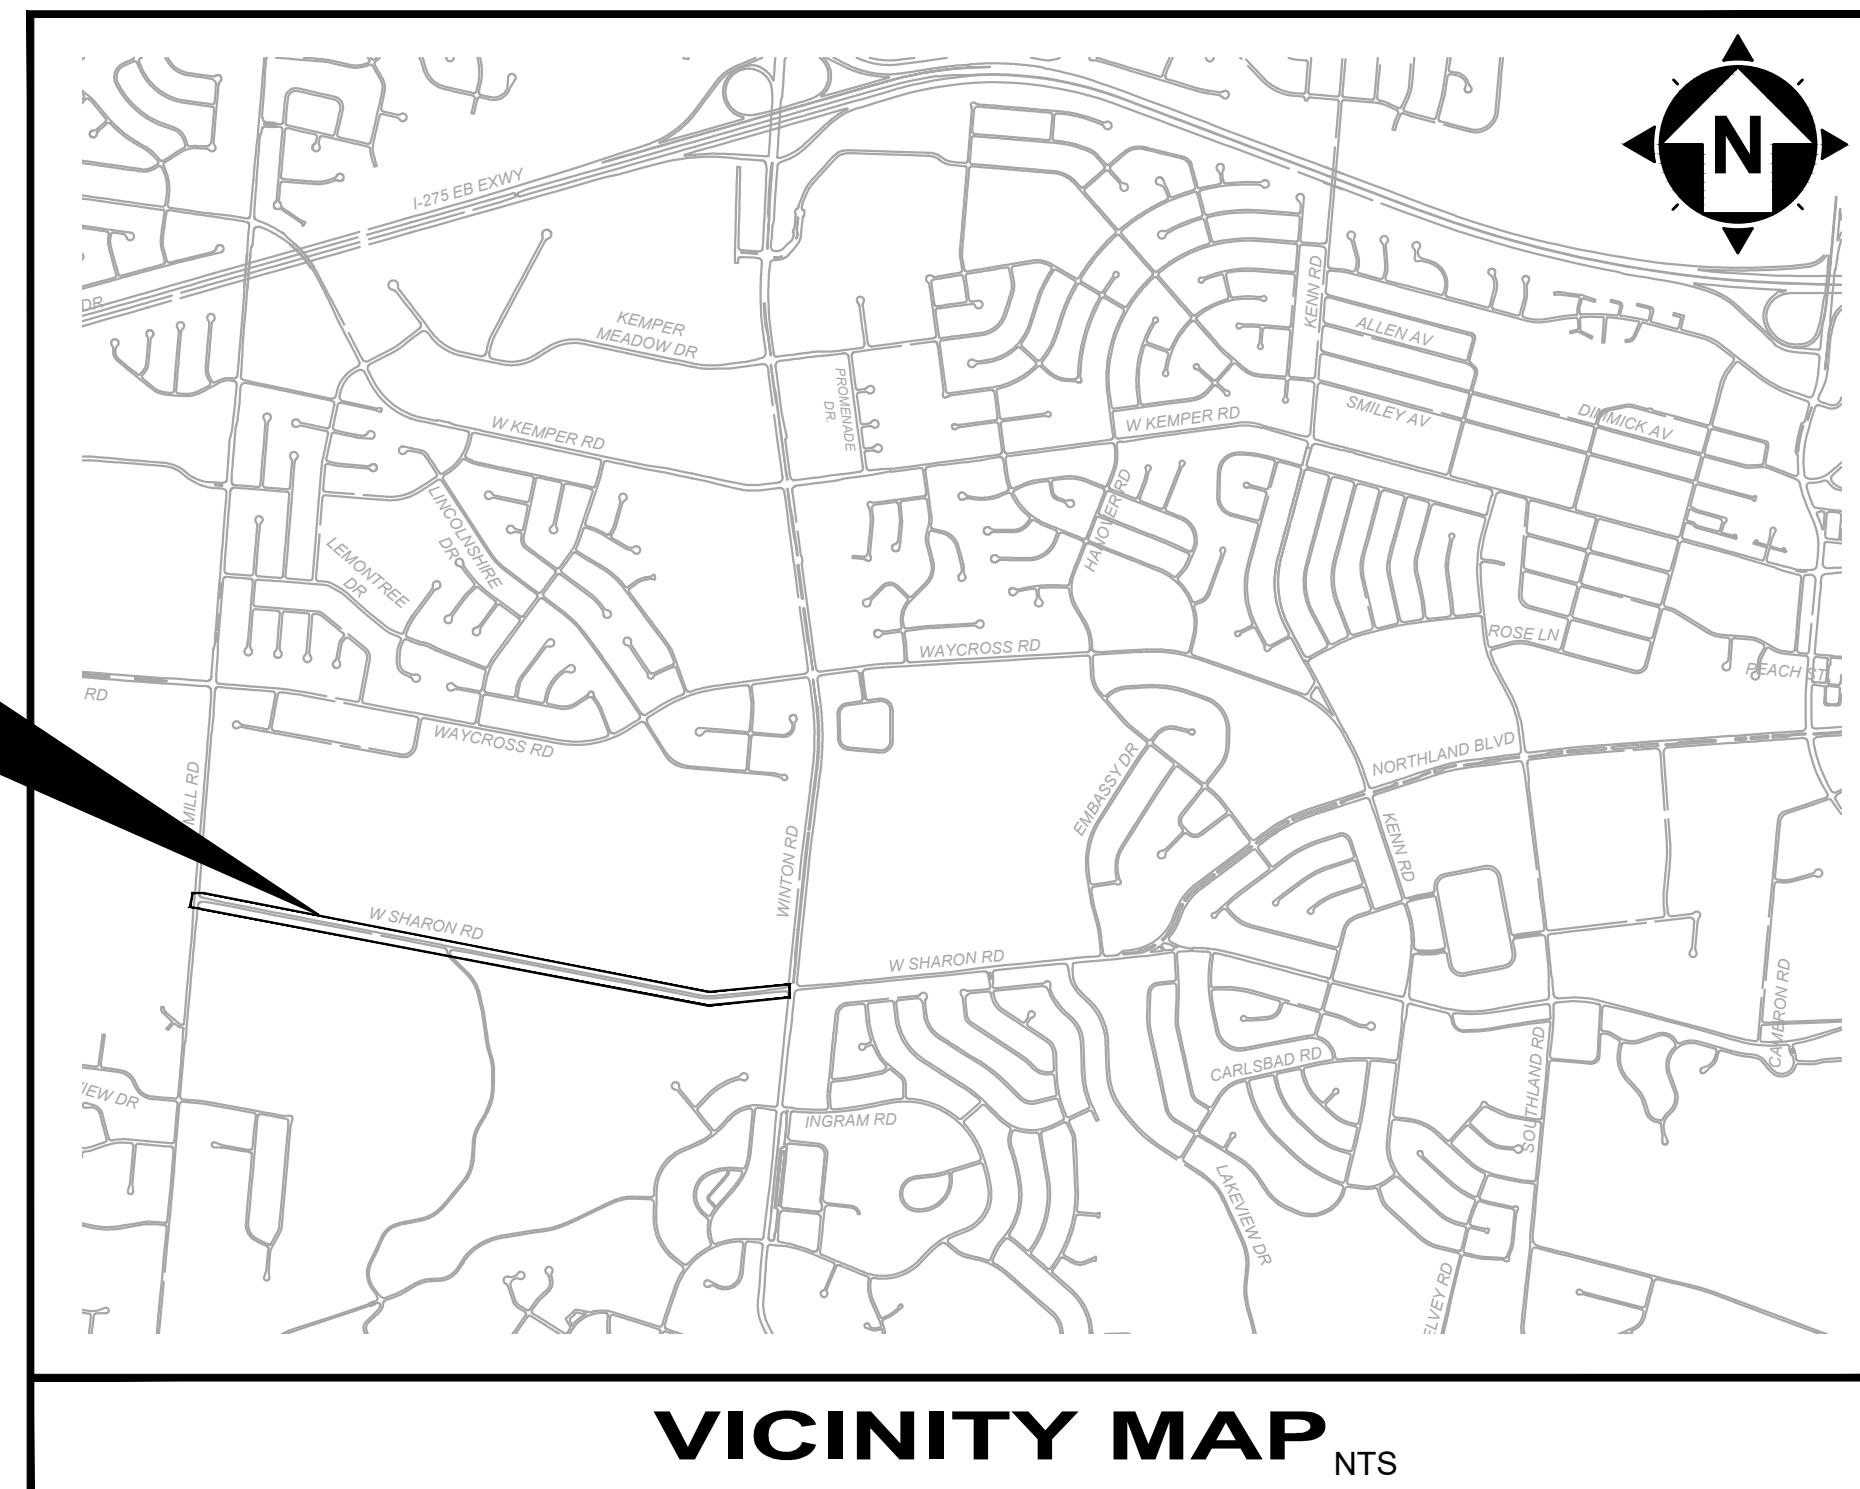 N
I-275 EB EXWY
DR
KEMPER
MEADOW DR
KENN RD
ALLEN AV
PROMENADE
DR.
W KEMPER RD
W KEMPER RD
SMILEY AV
DIMMICK AV
LINCOLNSHIRE
DR
HANOVER RD
LEMONTREE
DR
WAYCROSS RD
ROSE LN
PEACH ST
RD
WAYCROSS RD
NORTHLAND BLVD
EMBASSY DR
MILL RD
WINTON RD
KENN RD
W SHARON RD
W SHARON RD
CAMERON RD
CARLSBAD RD
SOUTHLAND RD
IEW DR
INGRAM RD
LAKEVIEW DR
ELVEY RD
VICINITY MAP NTS